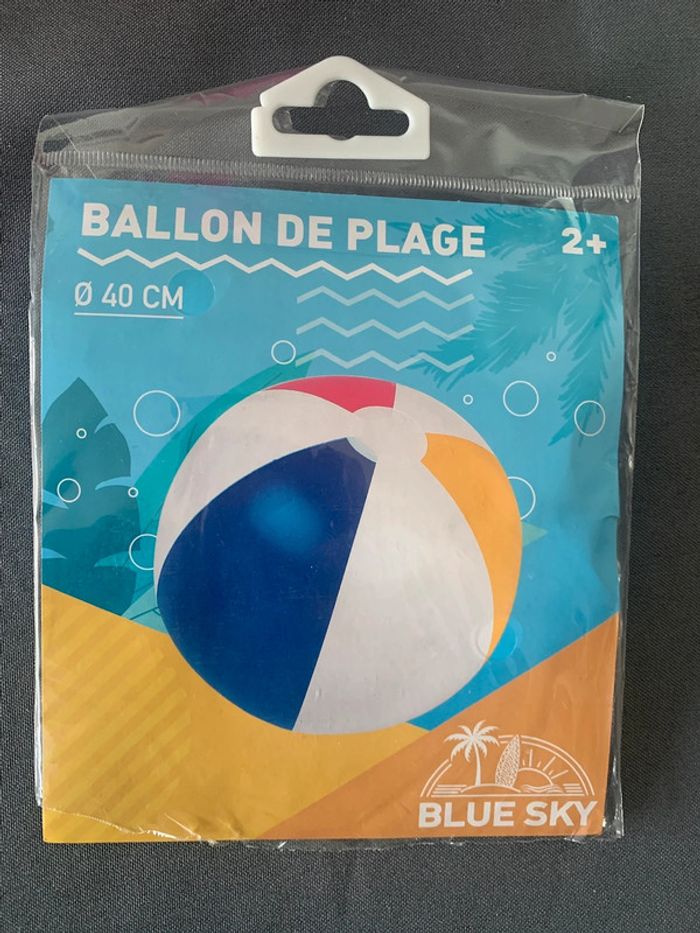 BALLON DE PLAGE
2+
Ø 40 CM
BLUE SKY